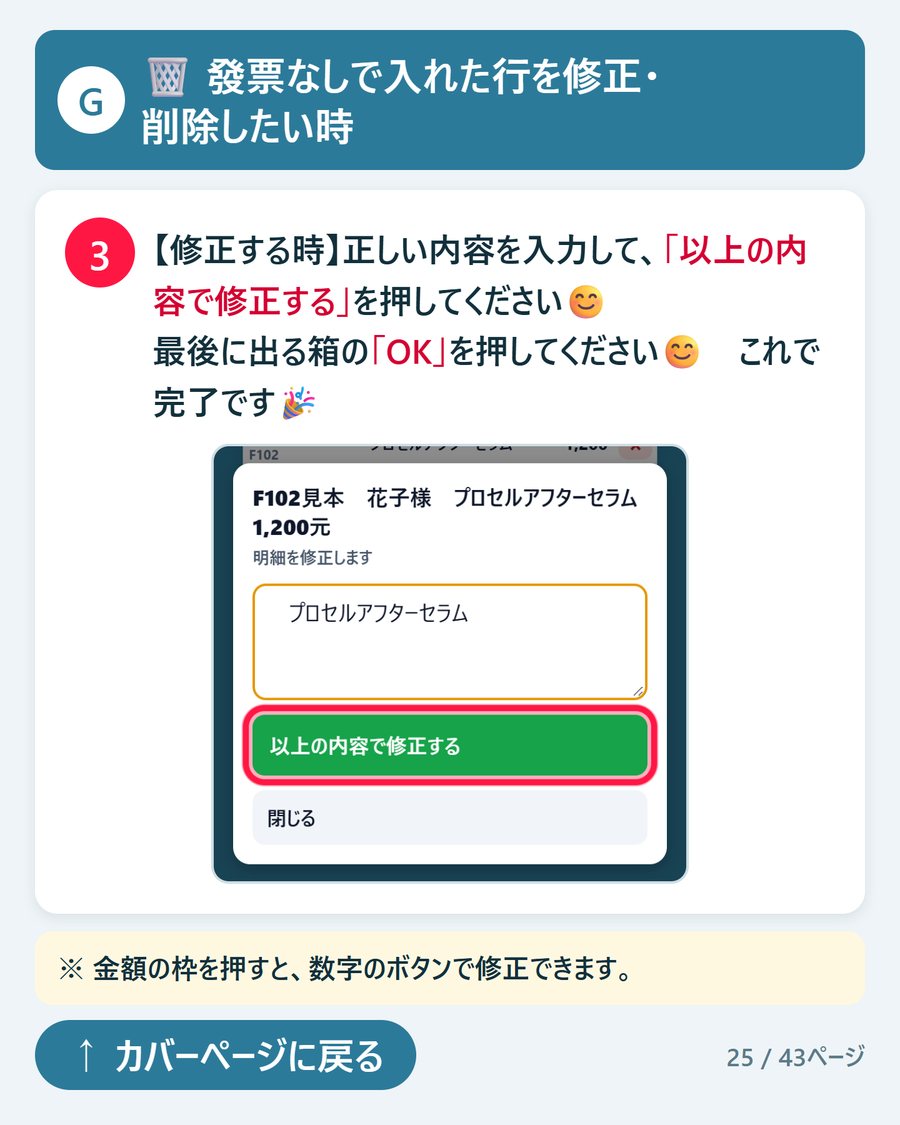 G
🗑️ 發票なしで入れた行を修正・
削除したい時
3
【修正する時】正しい内容を入力して、「以上の内
容で修正する」を押してください😊
最後に出る箱の「OK」を押してください😊　これで
完了です🎉
F102
F102見本　花子様　プロセルアフターセラム
1,200元
明細を修正します
プロセルアフターセラム
以上の内容で修正する
閉じる
※ 金額の枠を押すと、数字のボタンで修正できます。
↑ カバーページに戻る
25 / 43ページ